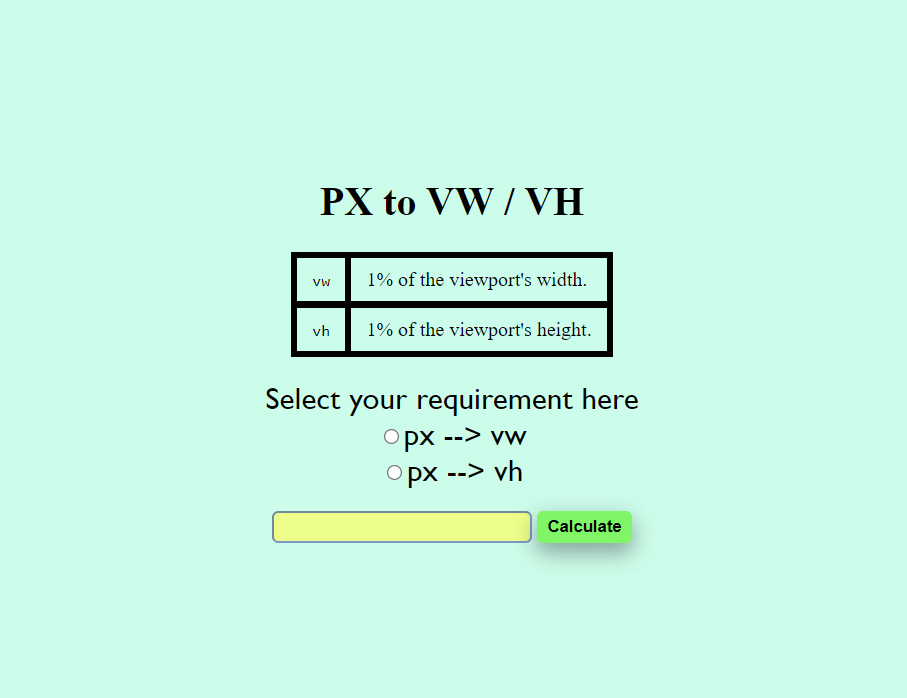 PX to VW / VH
vw 1% of the viewport's width.
vh 1% of the viewport's height.
Select your requirement here
px --> vw
px --> vh
Calculate